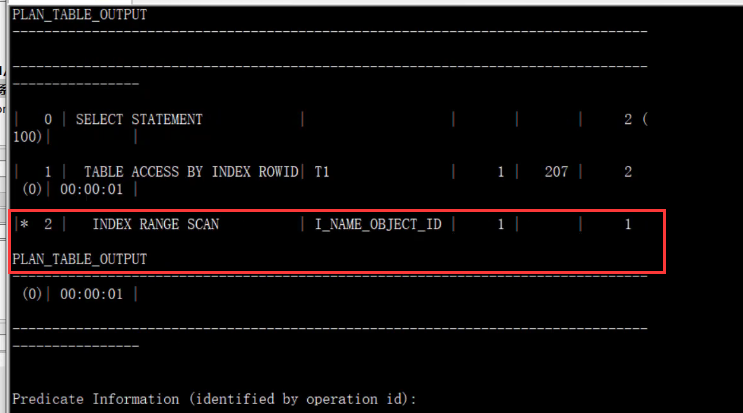 PLAN_TABLE_OUTPUT
--------------------------------------------------------------------------------
--------------------------------------------------------------------------------
----------------
|   0 | SELECT STATEMENT            |                  |       |       |     2 (
100)|          |
|   1 |  TABLE ACCESS BY INDEX ROWID| T1               |     1 |   207 |     2
 (0)| 00:00:01 |
|*  2 |   INDEX RANGE SCAN          | I_NAME_OBJECT_ID |     1 |       |     1
PLAN_TABLE_OUTPUT
--------------------------------------------------------------------------------
 (0)| 00:00:01 |
--------------------------------------------------------------------------------
----------------
Predicate Information (identified by operation id):